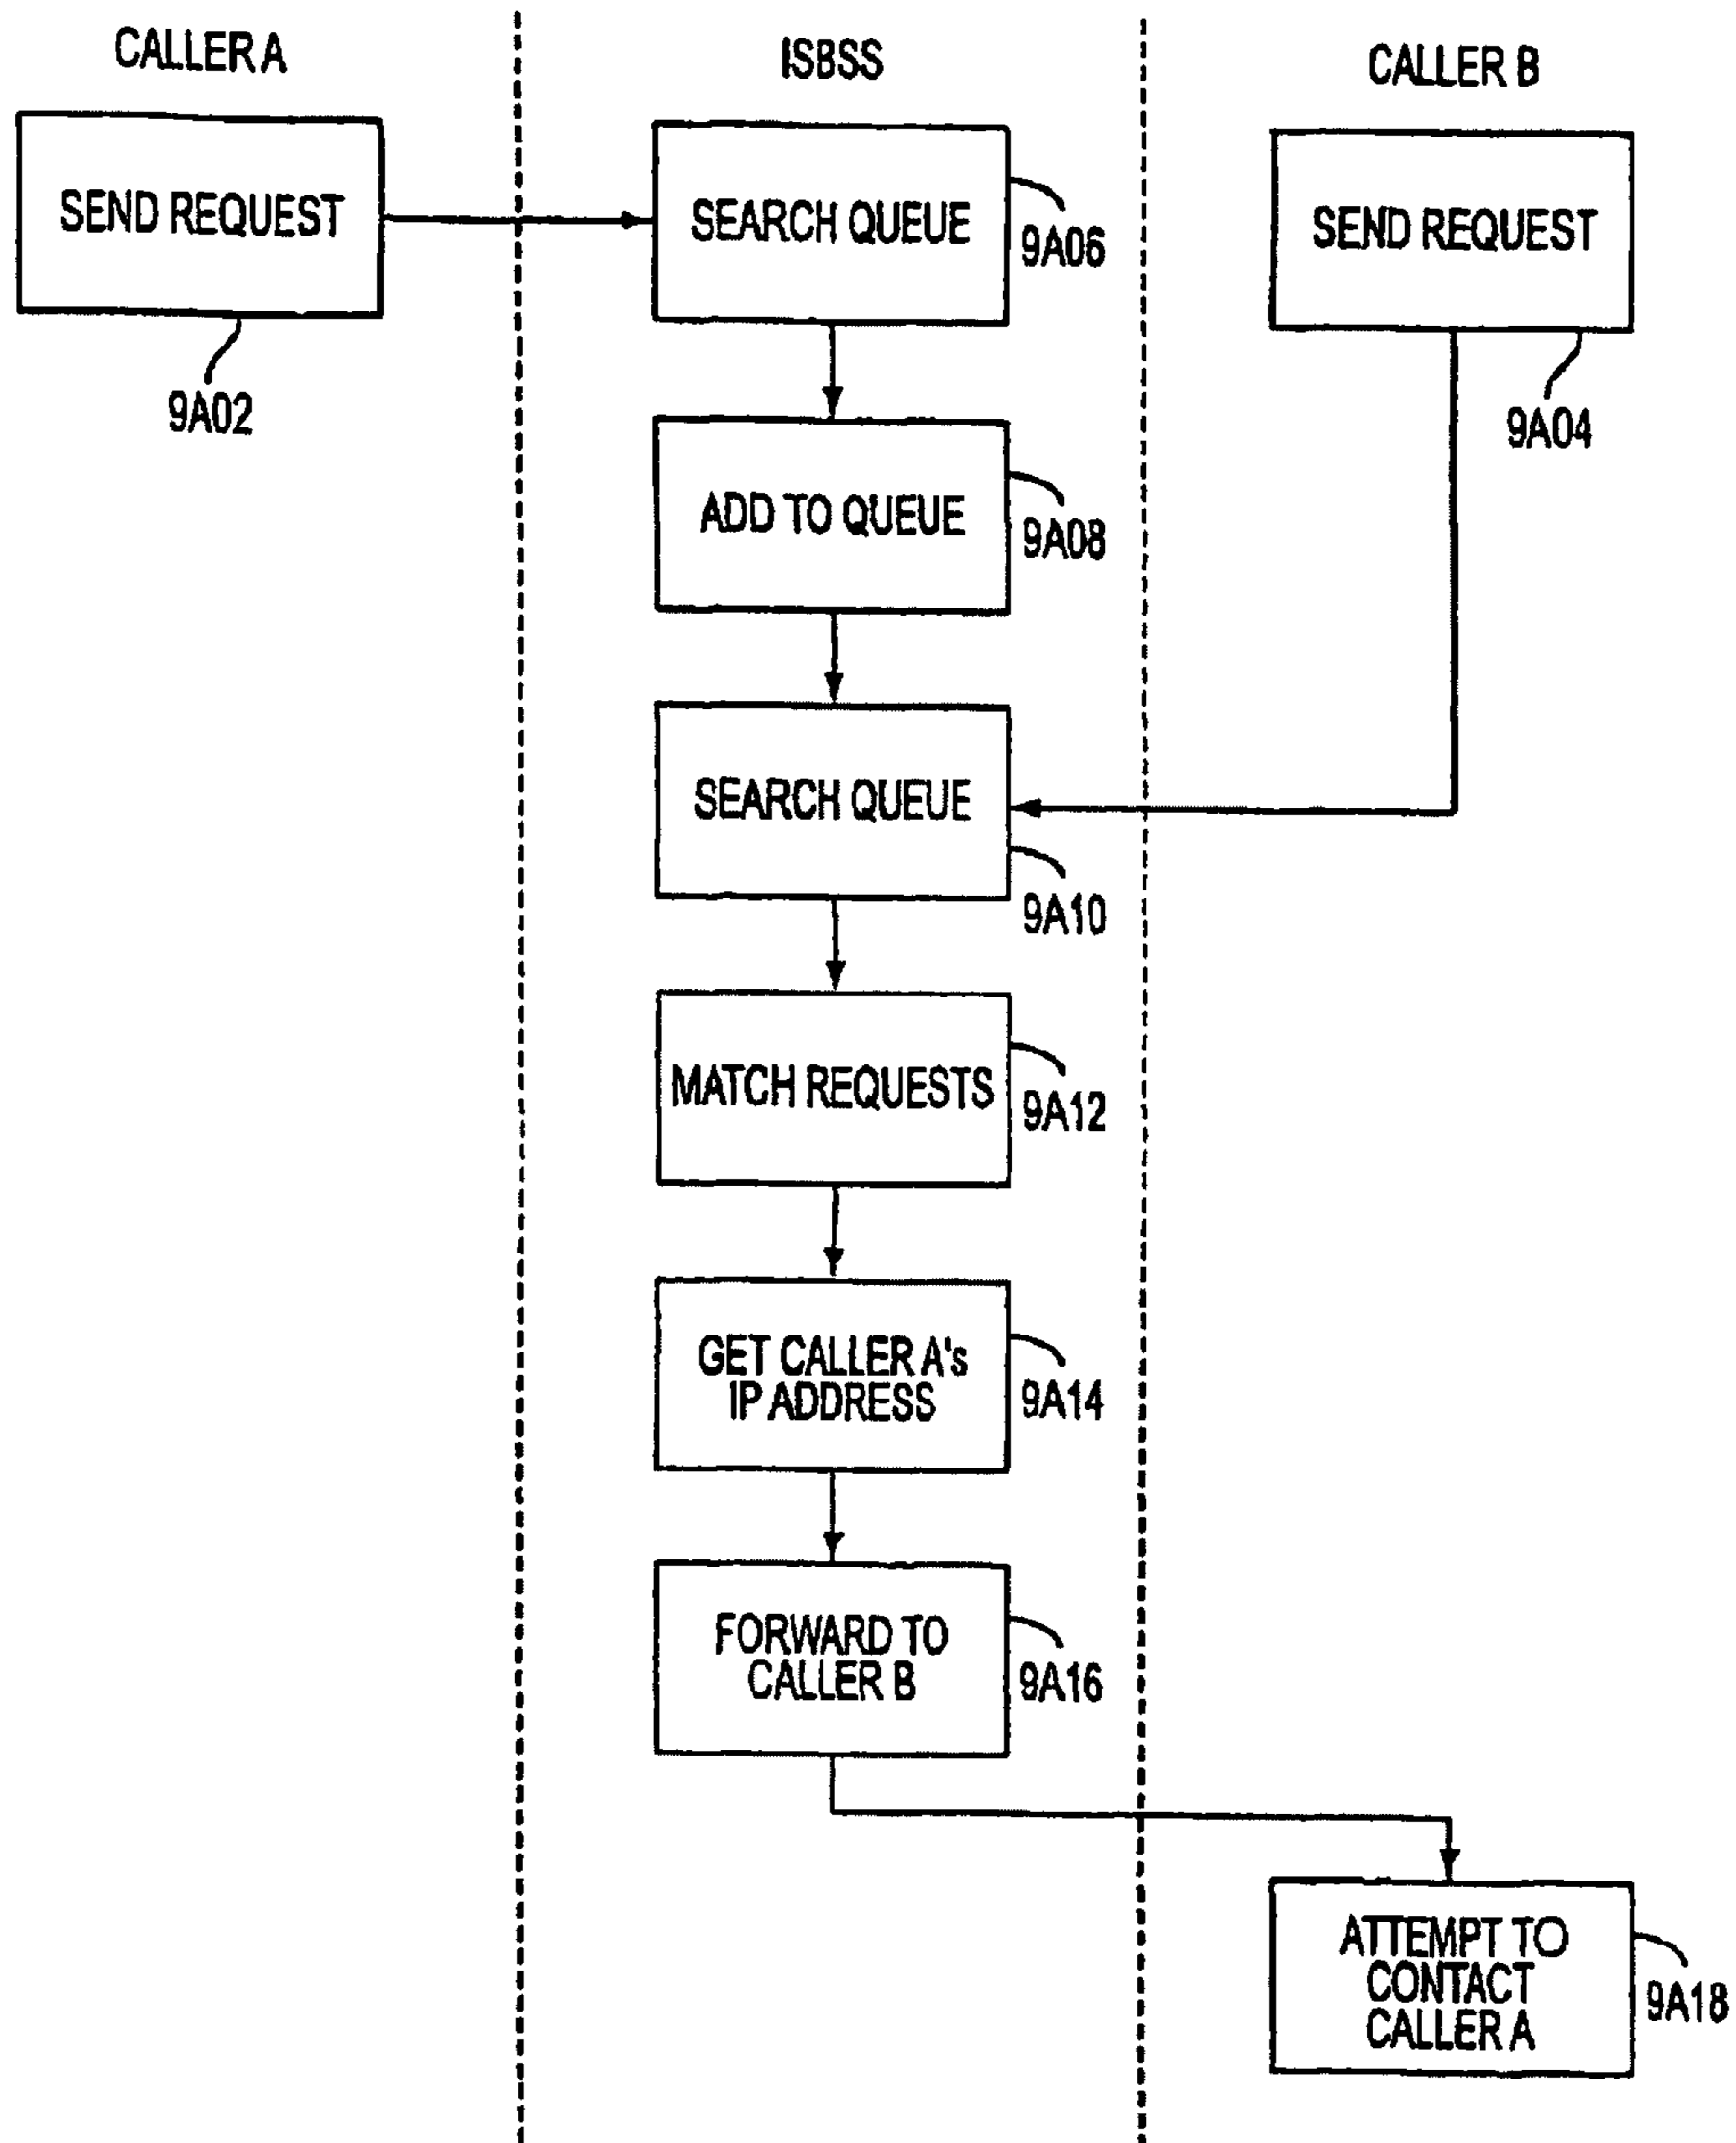 CALLER A
ISBSS
CALLER B
SEND REQUEST
9A02
SEARCH QUEUE
9A06
SEND REQUEST
9A04
ADD TO QUEUE
9A08
SEARCH QUEUE
9A10
MATCH REQUESTS
9A12
GET CALLER A's
IP ADDRESS
9A14
FORWARD TO
CALLER B
9A16
ATTEMPT TO
CONTACT
CALLER A
9A18